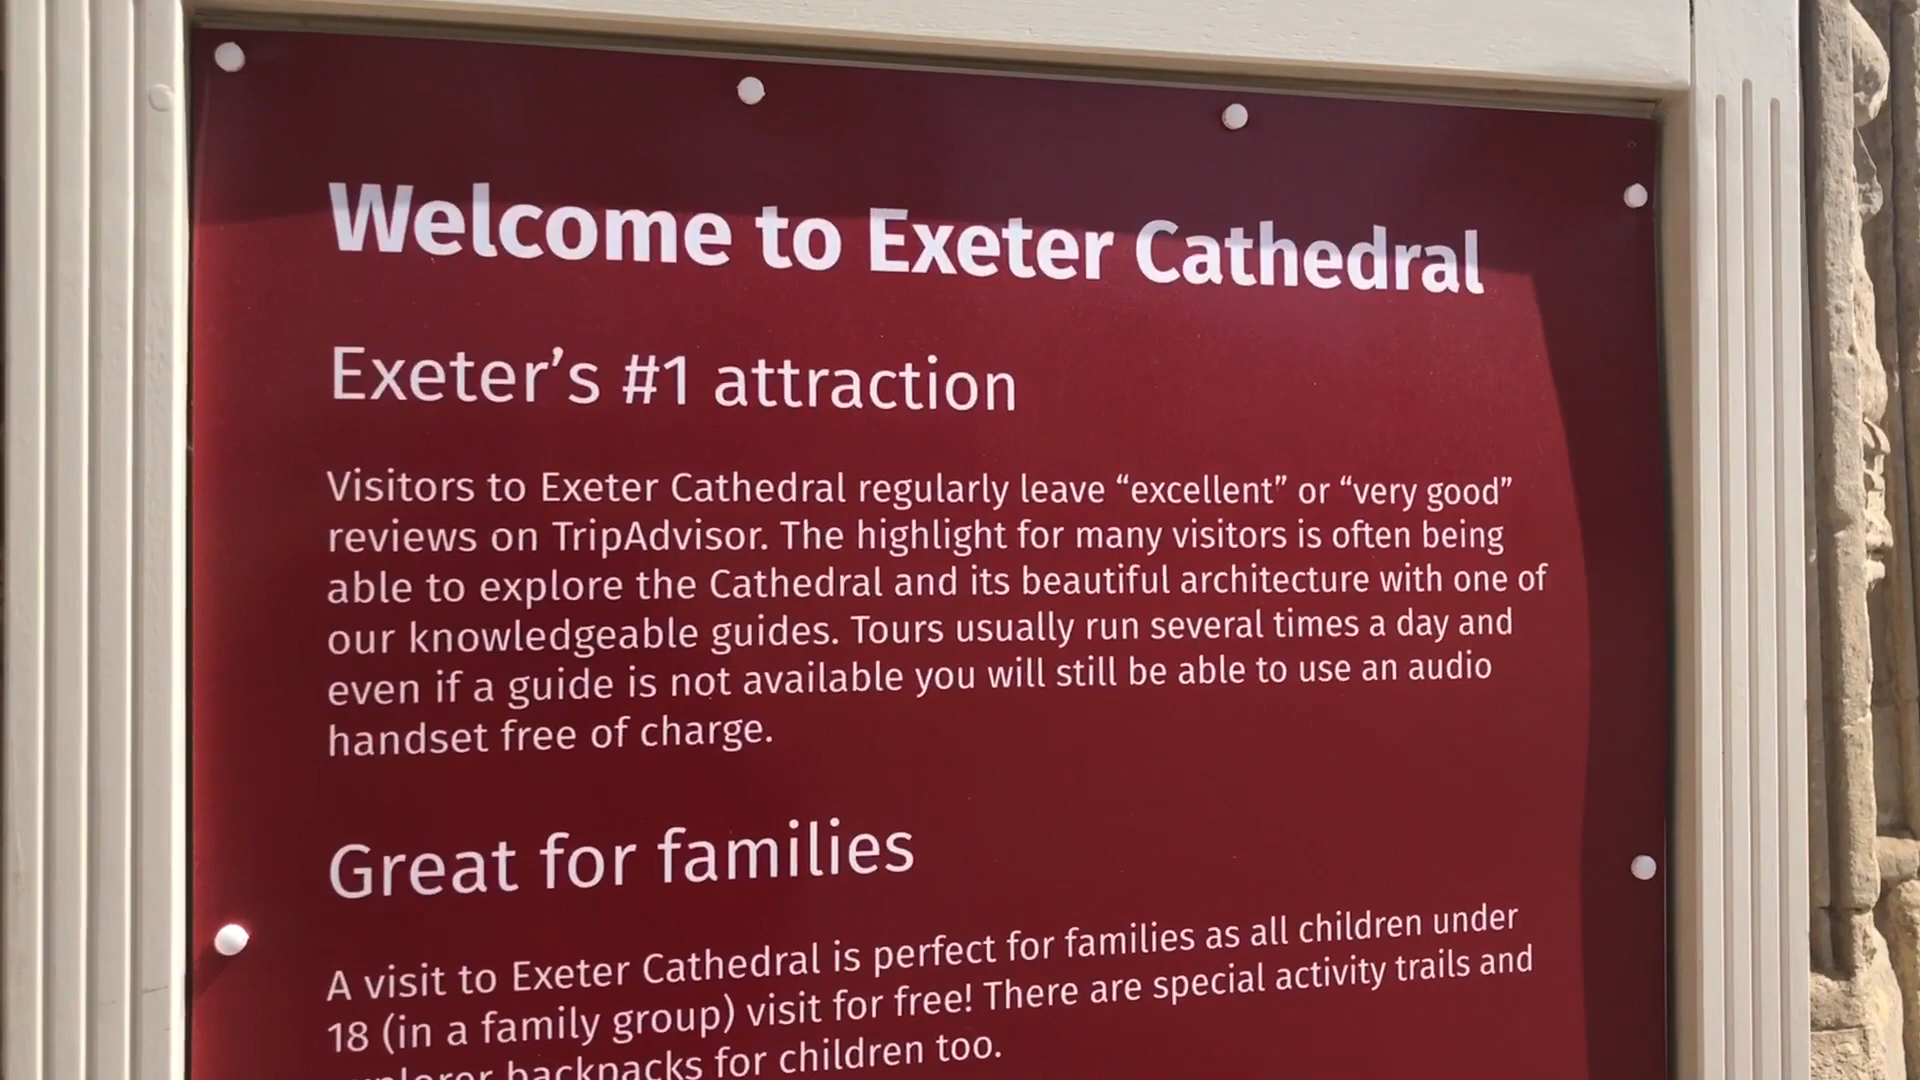 Welcome to Exeter Cathedral
Exeter’s #1 attraction
Visitors to Exeter Cathedral regularly leave “excellent” or “very good”
reviews on TripAdvisor. The highlight for many visitors is often being
able to explore the Cathedral and its beautiful architecture with one of
our knowledgeable guides. Tours usually run several times a day and
even if a guide is not available you will still be able to use an audio
handset free of charge.
Great for families
A visit to Exeter Cathedral is perfect for families as all children under
18 (in a family group) visit for free! There are special activity trails and
backpacks for children too.